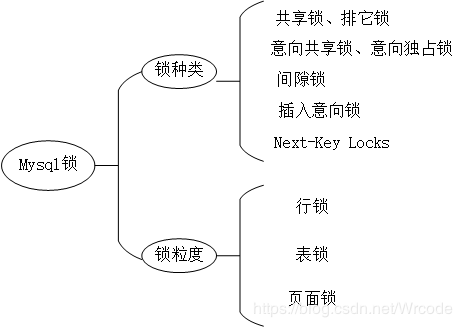 共享锁、排它锁
意向共享锁、意向独占锁
锁种类
间隙锁
插入意向锁
Next-Key Locks
Mysql锁
行锁
锁粒度
表锁
页面锁
https://blog.csdn.net/Wrcode